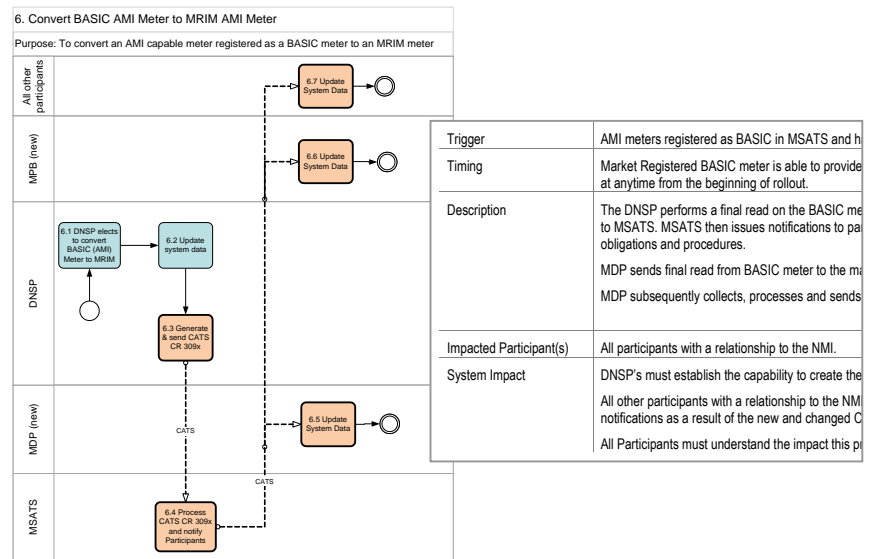 6. Convert BASIC AMI Meter to MRIM AMI Meter
Purpose: To convert an AMI capable meter registered as a BASIC meter to an MRIM meter
All other
participants
6.7 Update
System Data
MPB (new)
6.6 Update
System Data
DNSP
6.1 DNSP elects
to convert
BASIC (AMI)
Meter to MRIM
6.2 Update
system data
6.3 Generate
& send CATS
CR 309x
MDP (new)
CATS
6.5 Update
System Data
CATS
MSATS
6.4 Process
CATS CR 309x
and notify
Participants
Trigger
AMI meters registered as BASIC in MSATS and h
Timing
Market Registered BASIC meter is able to provide
at anytime from the beginning of rollout.
Description
The DNSP performs a final read on the BASIC me
to MSATS. MSATS then issues notifications to pa
obligations and procedures.
MDP sends final read from BASIC meter to the ma
MDP subsequently collects, processes and sends
Impacted Participant(s)
All participants with a relationship to the NMI.
System Impact
DNSP's must establish the capability to create the
All other participants with a relationship to the NM
notifications as a result of the new and changed C
All Participants must understand the impact this p